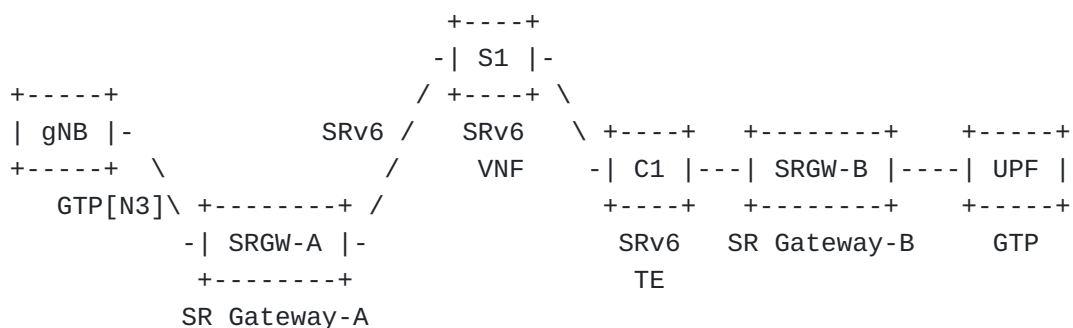 +----+
                             -| S1 |-
+-----+                     / +----+ \
| gNB |-             SRv6 /   SRv6   \ +----+   +--------+    +-----+
+-----+  \               /     VNF    -| C1 |---| SRGW-B |----| UPF |
   GTP[N3]\ +--------+ /               +----+   +--------+    +-----+
           -| SRGW-A |-                 SRv6   SR Gateway-B     GTP
            +--------+                   TE
           SR Gateway-A